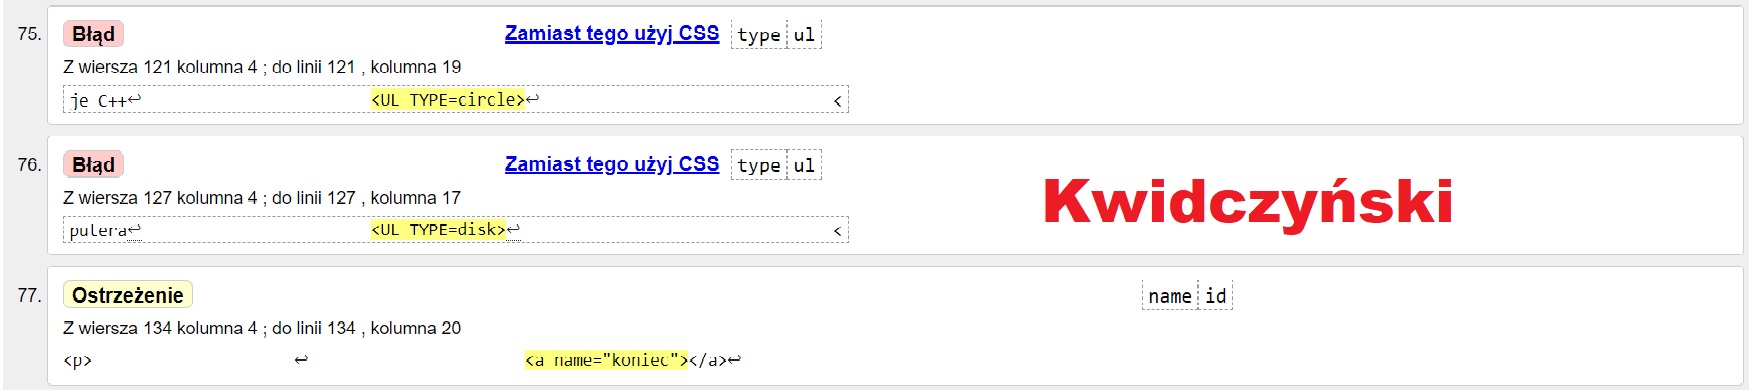 75. Błąd Zamiast tego użyj CSS type ul
Z wiersza 121 kolumna 4 ; do linii 121 , kolumna 19
je C++↩ <UL TYPE=circle>↩ <
76. Błąd Zamiast tego użyj CSS type ul
Z wiersza 127 kolumna 4 ; do linii 127 , kolumna 17
putera↩ <UL TYPE=disk>↩ <
Kwidczyński
77. Ostrzeżenie name id
Z wiersza 134 kolumna 4 ; do linii 134 , kolumna 20
<p> ↩ <a name="koniec"></a>↩